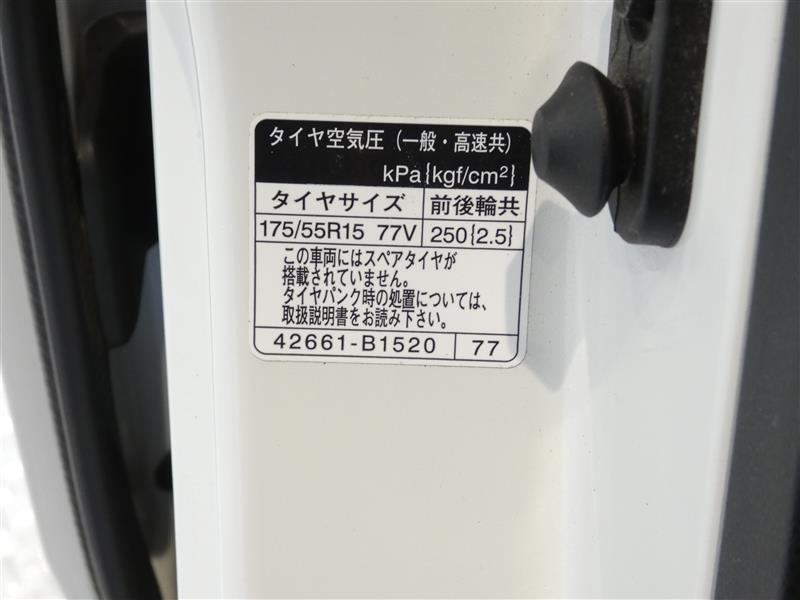 タイヤ空気圧 (一般・高速共)
kPa{kgf/cm²}
タイヤサイズ 前後輪共
175/55R15 77V 250{2.5}
この車両にはスペアタイヤが
搭載されていません。
タイヤパンク時の処置については、
取扱説明書をお読み下さい。
42661-B1520 77